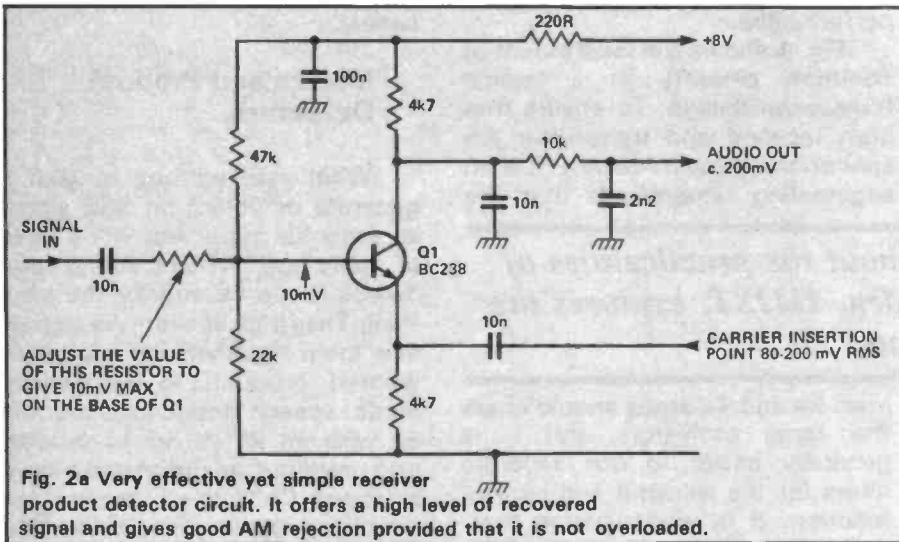 220R
+8V
100n
4k7
47k
10k
AUDIO OUT
c. 200mV
10n
2n2
SIGNAL
IN
10n
10mV
Q1
BC238
10n
CARRIER INSERTION
POINT 80-200 mV RMS
ADJUST THE VALUE
OF THIS RESISTOR TO
GIVE 10mV MAX
ON THE BASE OF Q1
22k
4k7
Fig. 2a Very effective yet simple receiver
product detector circuit. It offers a high level of recovered
signal and gives good AM rejection provided that it is not overloaded.